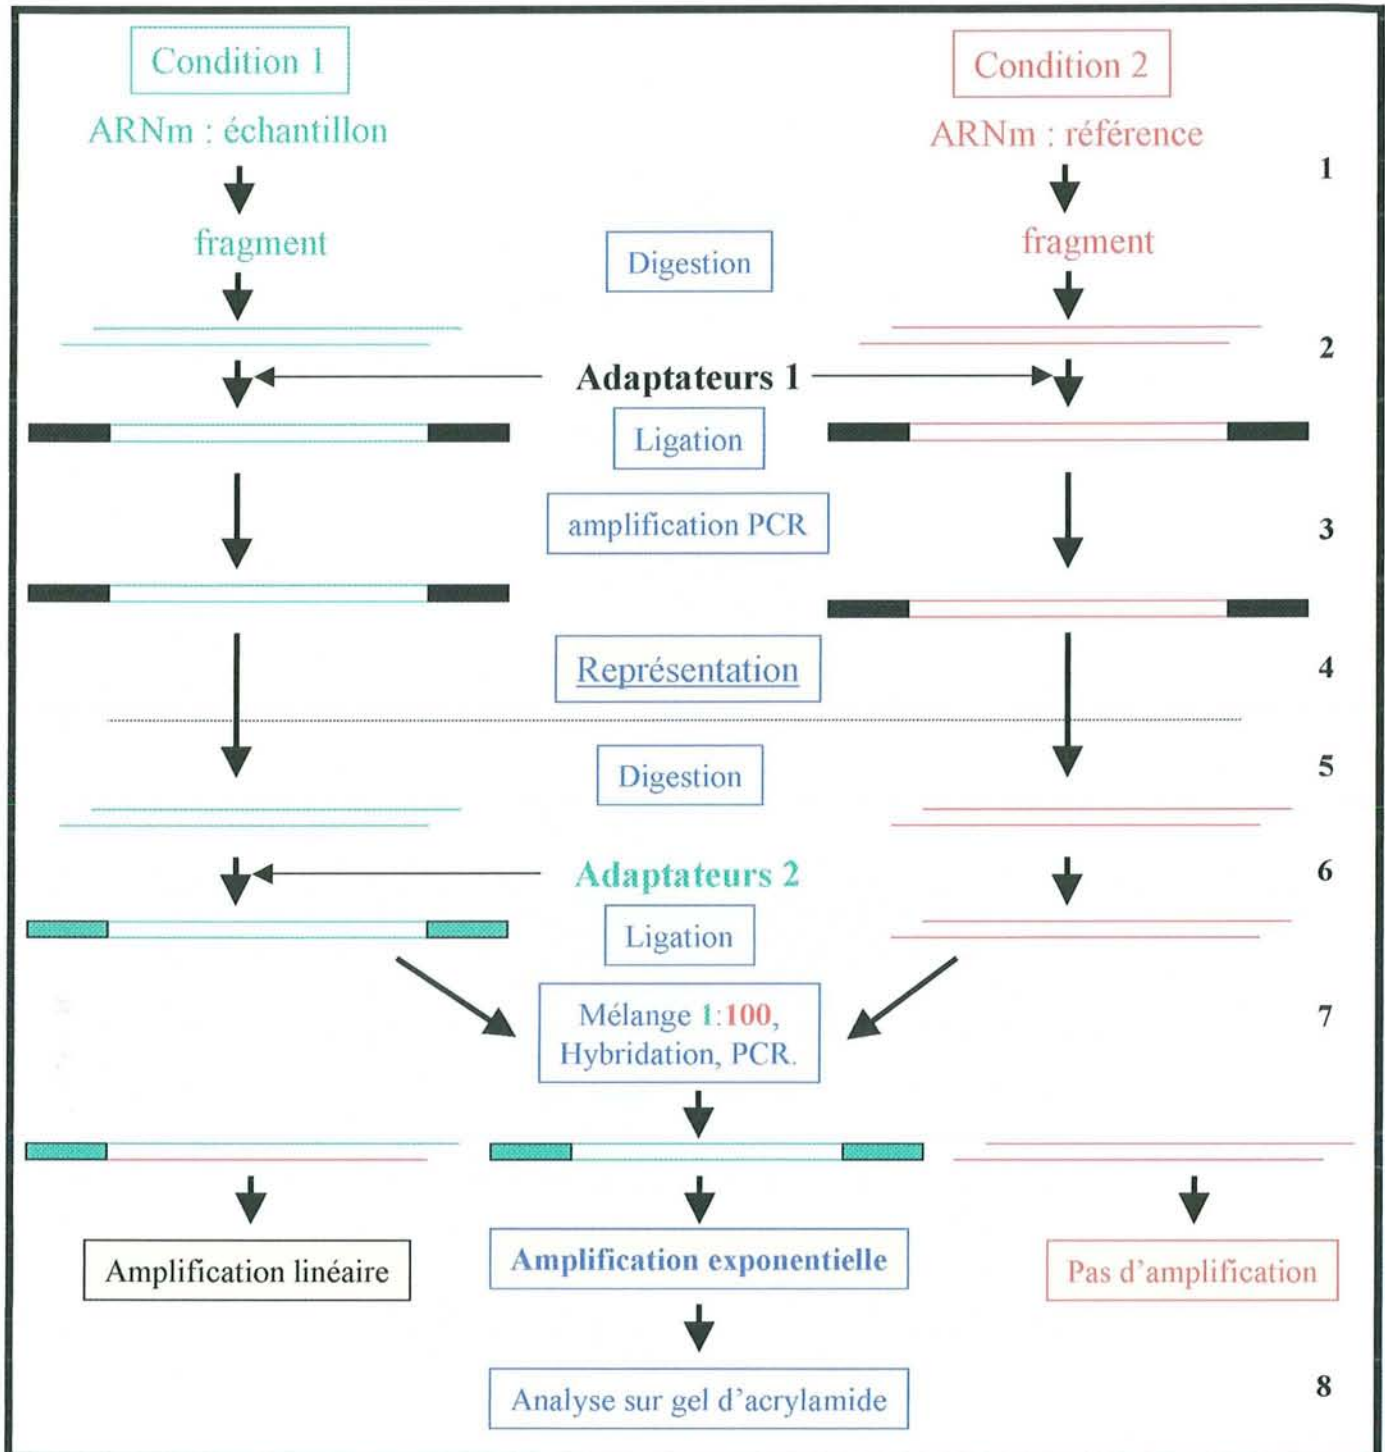 Condition 1
Condition 2
ARNm : échantillon
ARNm : référence
1
fragment
fragment
Digestion
2
Adaptateurs 1
Ligation
amplification PCR
3
Représentation
4
Digestion
5
Adaptateurs 2
6
Ligation
Mélange 1:100,
Hybridation, PCR.
7
Amplification linéaire
Amplification exponentielle
Pas d'amplification
Analyse sur gel d'acrylamide
8